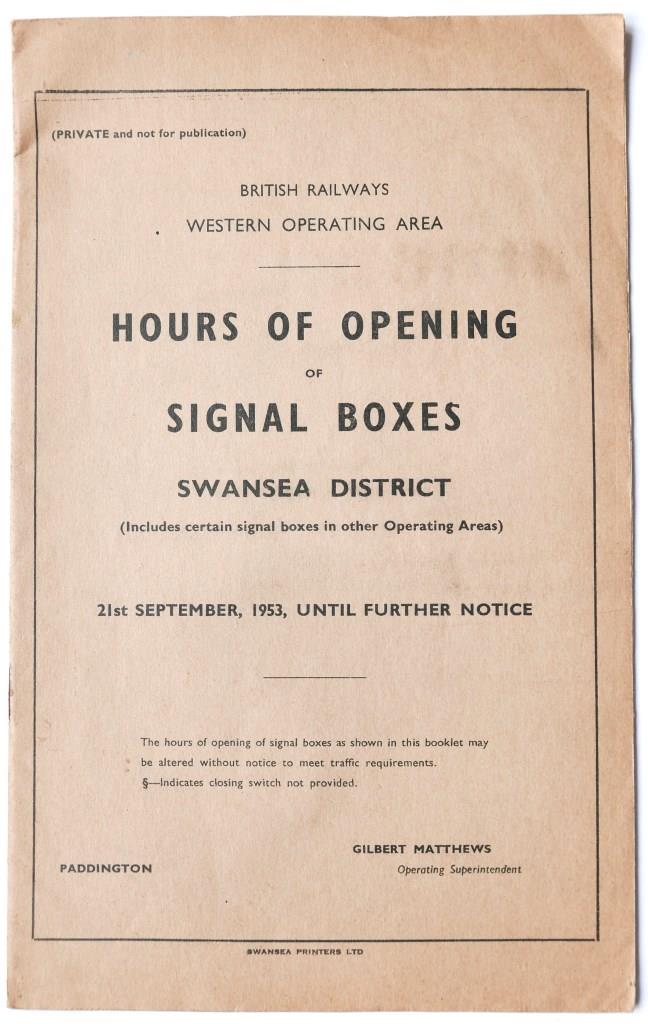 (PRIVATE and not for publication)
BRITISH RAILWAYS
WESTERN OPERATING AREA
HOURS OF OPENING
OF
SIGNAL BOXES
SWANSEA DISTRICT
(Includes certain signal boxes in other Operating Areas)
21st SEPTEMBER, 1953, UNTIL FURTHER NOTICE
The hours of opening of signal boxes as shown in this booklet may
be altered without notice to meet traffic requirements.
§—Indicates closing switch not provided.
GILBERT MATTHEWS
PADDINGTON
Operating Superintendent
SWANSEA PRINTERS LTD